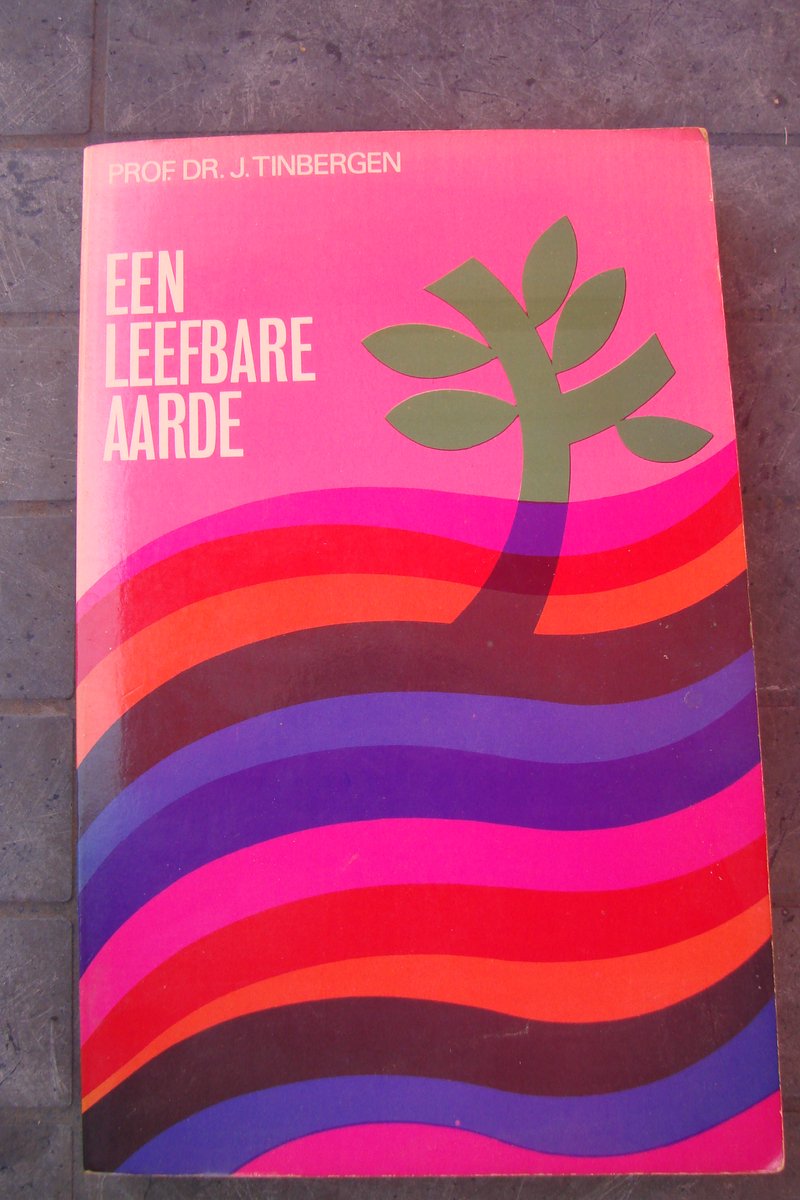 PROF. DR. J. TINBERGEN
EEN
LEEFBARE
AARDE